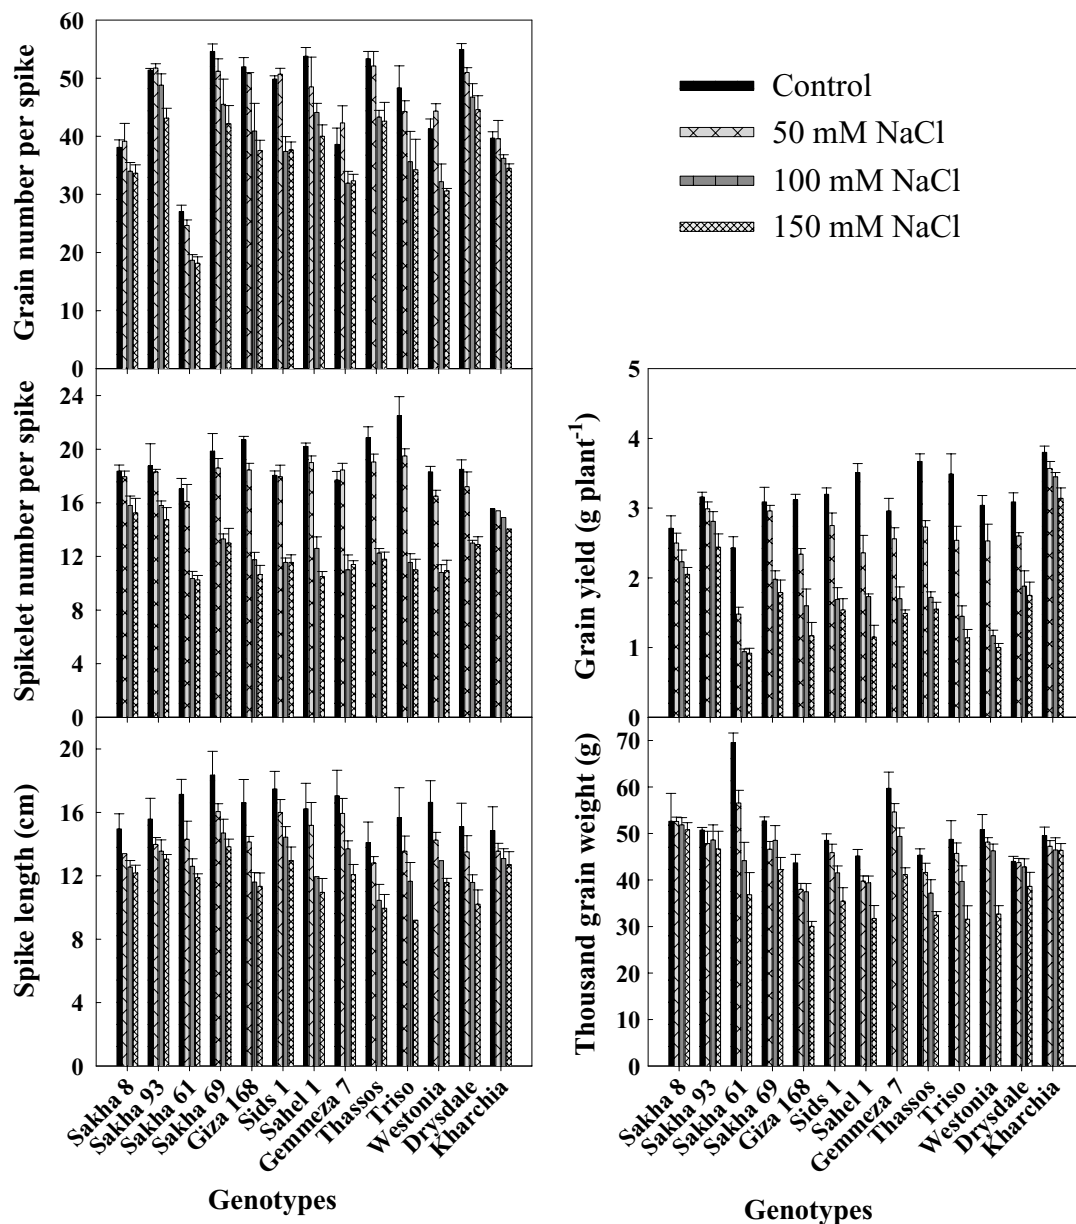 Control
50 mM NaCl
100 mM NaCl
150 mM NaCl
Grain number per spike
60
50
40
30
20
10
0
Spikelet number per spike
24
20
16
12
8
4
0
Spike length (cm)
20
16
12
8
4
0
Sakha 8
Sakha 93
Sakha 61
Sakha 69
Giza 168
Sids 1
Sahel 1
Gemmeza 7
Thassos
Triso
Westonia
Drysdale
Kharchia
Genotypes
Grain yield (g plant⁻¹)
5
4
3
2
1
0
Thousand grain weight (g)
70
60
50
40
30
20
10
0
Sakha 8
Sakha 93
Sakha 61
Sakha 69
Giza 168
Sids 1
Sahel 1
Gemmeza 7
Thassos
Triso
Westonia
Drysdale
Kharchia
Genotypes